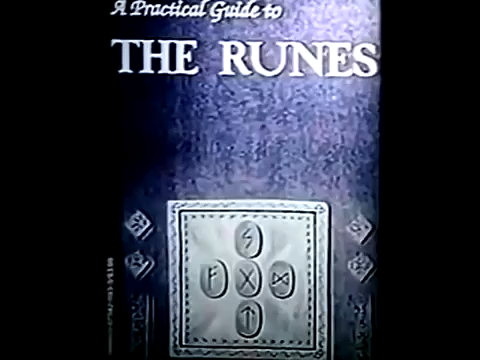 A Practical Guide to
THE RUNES
ᛊ
ᚨ ᚷ ᛞ
ᛏ